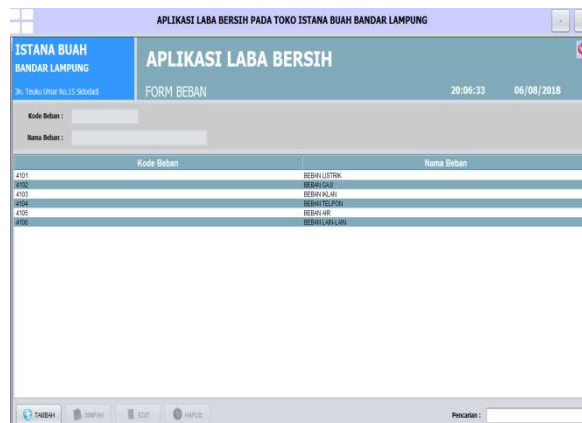 APLIKASI LABA BERSIH PADA TOKO ISTANA BUAH BANDAR LAMPUNG
ISTANA BUAH
BANDAR LAMPUNG
Jln. Teuku Umar No.15 Sidodadi
APLIKASI LABA BERSIH
FORM BEBAN
20:06:33
06/08/2018
Kode Beban :
Nama Beban :
Kode Beban Nama Beban
4101 BEBAN LISTRIK
4102 BEBAN GAJI
4103 BEBAN IKLAN
4104 BEBAN TELPON
4105 BEBAN AIR
4106 BEBAN LAIN-LAIN
TAMBAH SIMPAN EDIT HAPUS Pencarian :